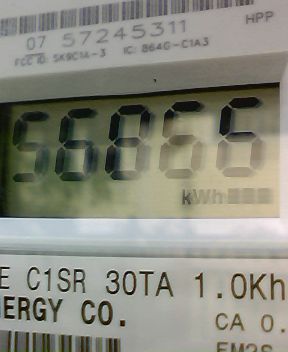 HPP
07 57245311
FCC ID: SK9C1A-3 IC: 864G-C1A3
56866
kWh
E C1SR 30TA 1.0Kh
ERGY CO.
CA 0.